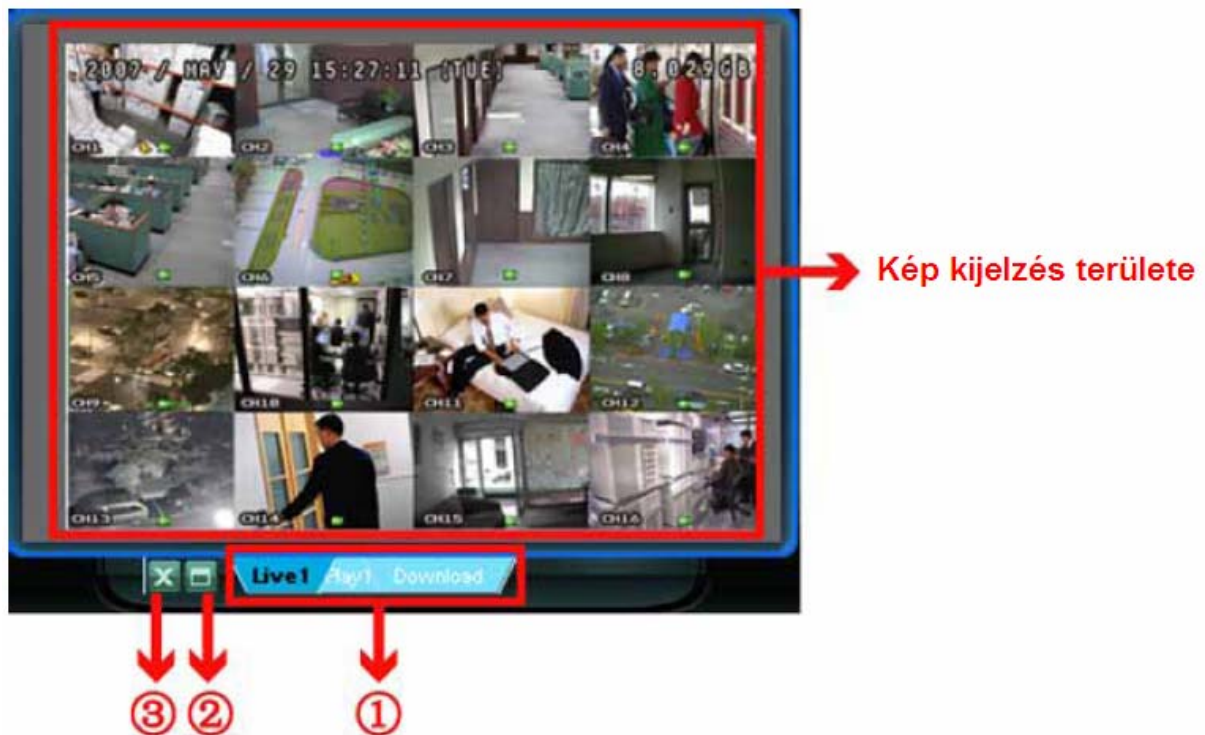 2007 / MAY / 29 15:27:11 [TUE] 8.029GB
CH1 CH2 CH3 CH4
CH5 CH6 CH7 CH8
Kép kijelzés területe
CH9 CH10 CH11 CH12
CH13 CH14 CH15 CH16
Live1 Play1 Download
③ ② ①